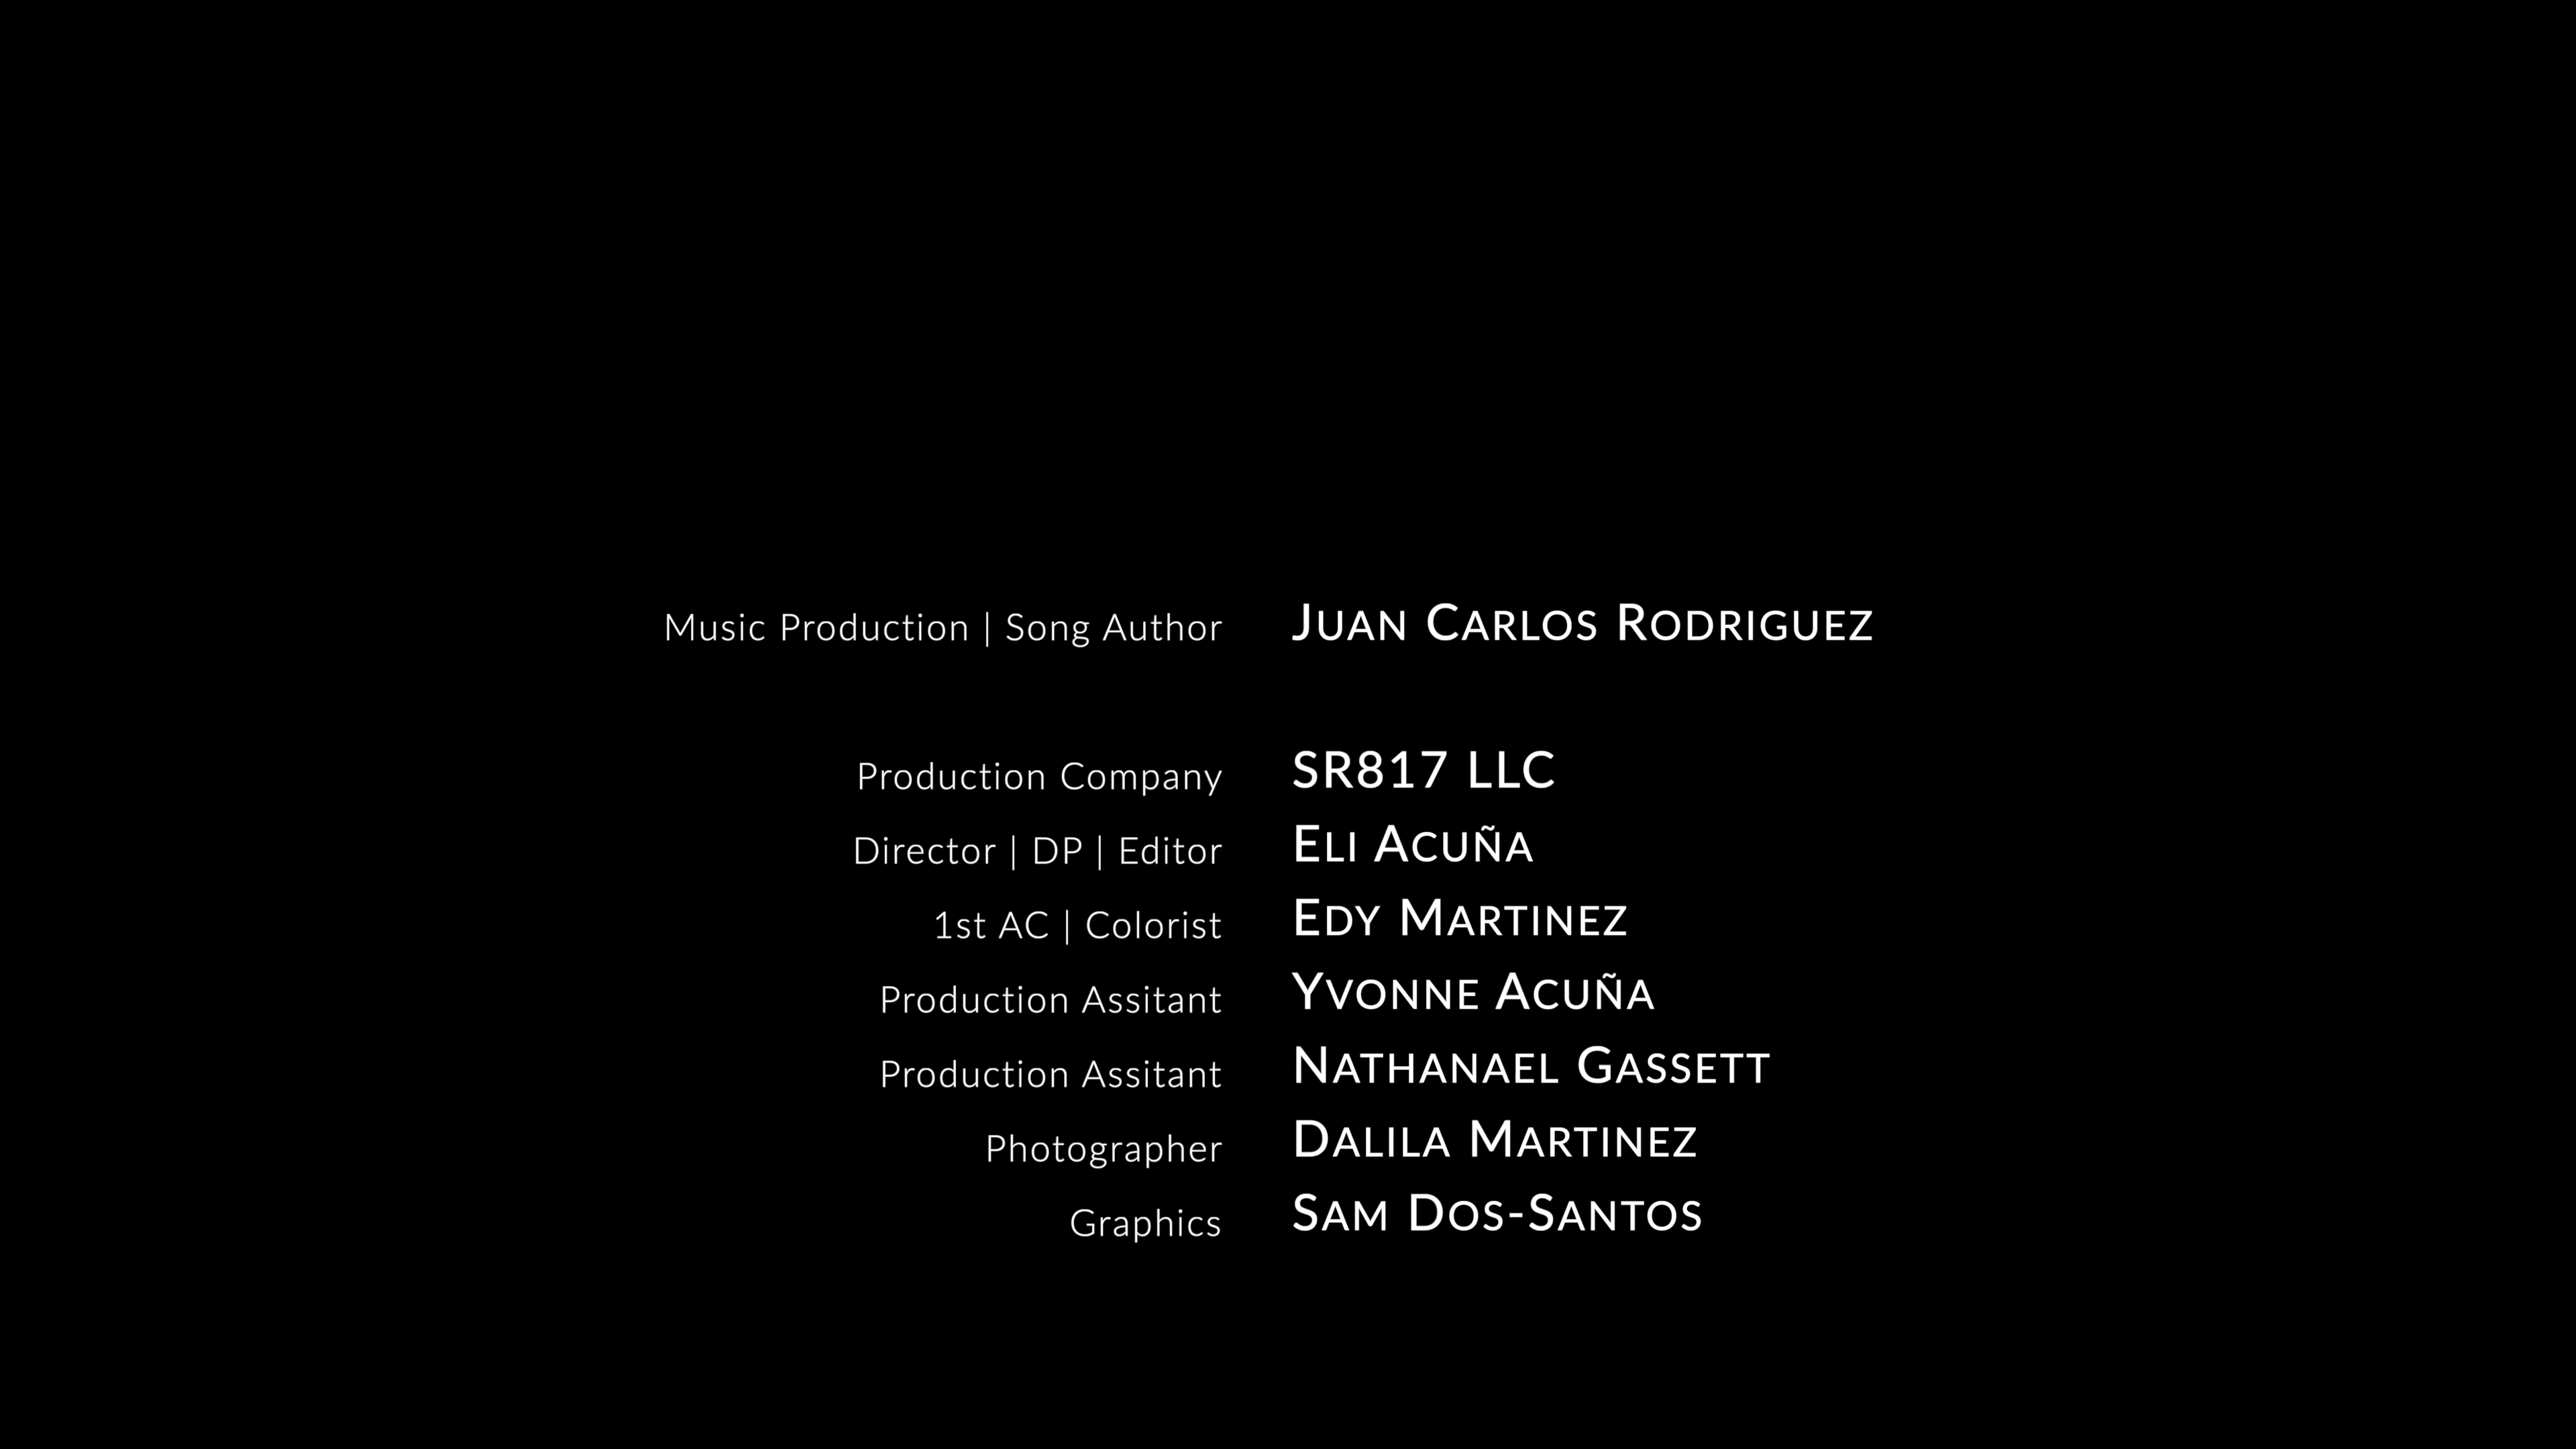 Music Production | Song Author Juan Carlos Rodriguez
Production Company SR817 LLC
Director | DP | Editor Eli Acuña
1st AC | Colorist Edy Martinez
Production Assitant Yvonne Acuña
Production Assitant Nathanael Gassett
Photographer Dalila Martinez
Graphics Sam Dos-Santos